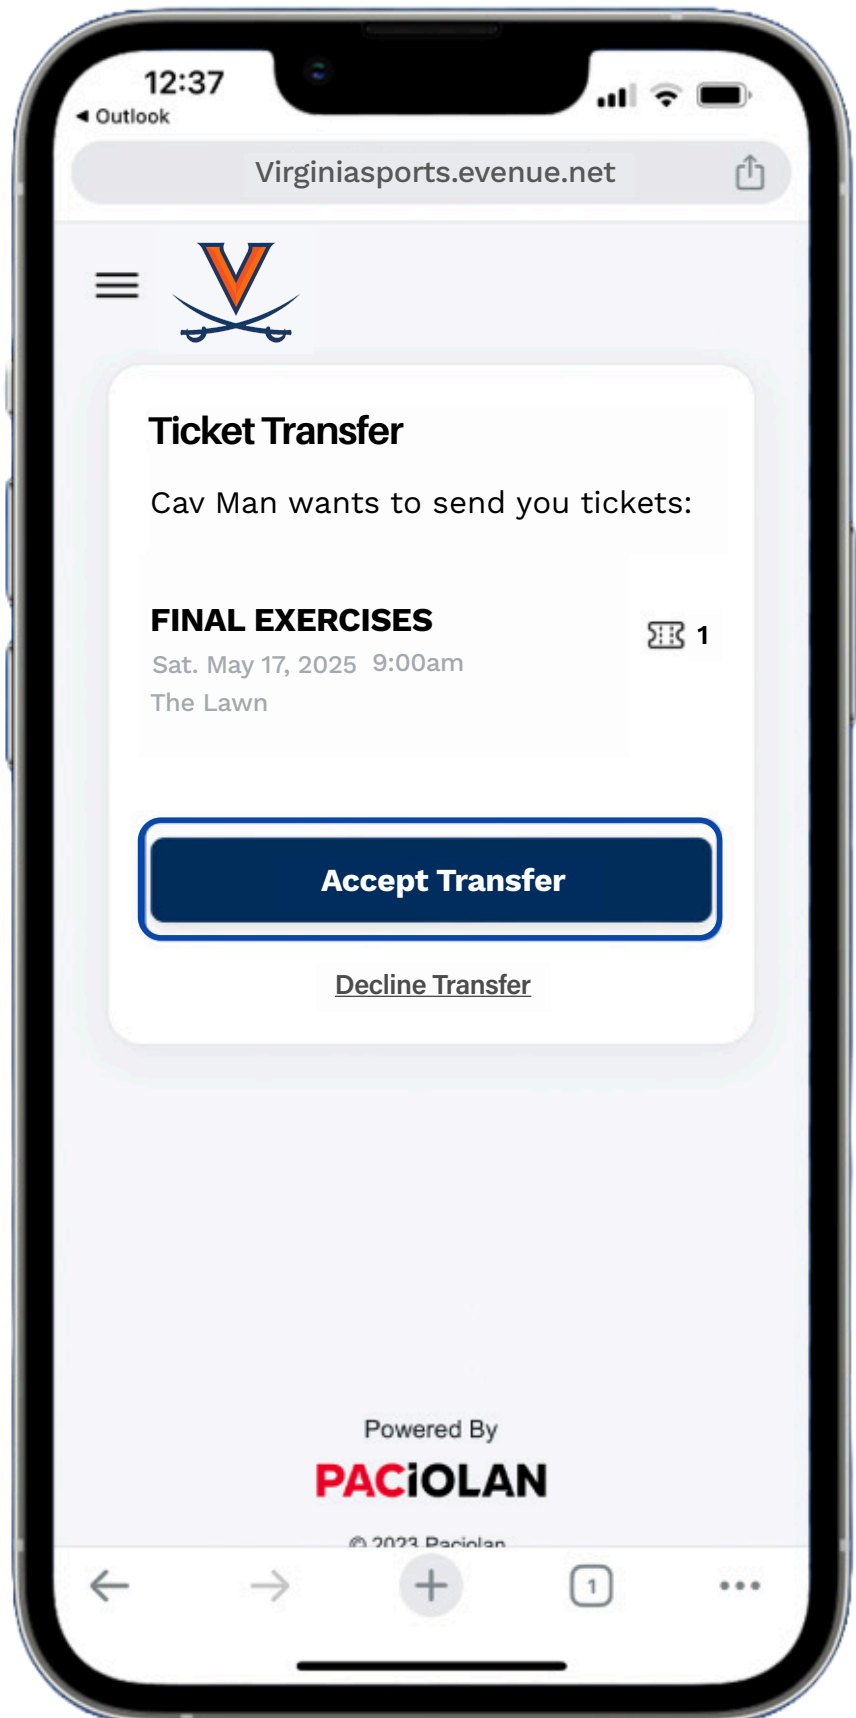 12:37
◀ Outlook
Virginiasports.evenue.net
V
Ticket Transfer
Cav Man wants to send you tickets:
FINAL EXERCISES
1
Sat. May 17, 2025 9:00am
The Lawn
Accept Transfer
Decline Transfer
Powered By
PACiOLAN
© 2023 Paciolan
1